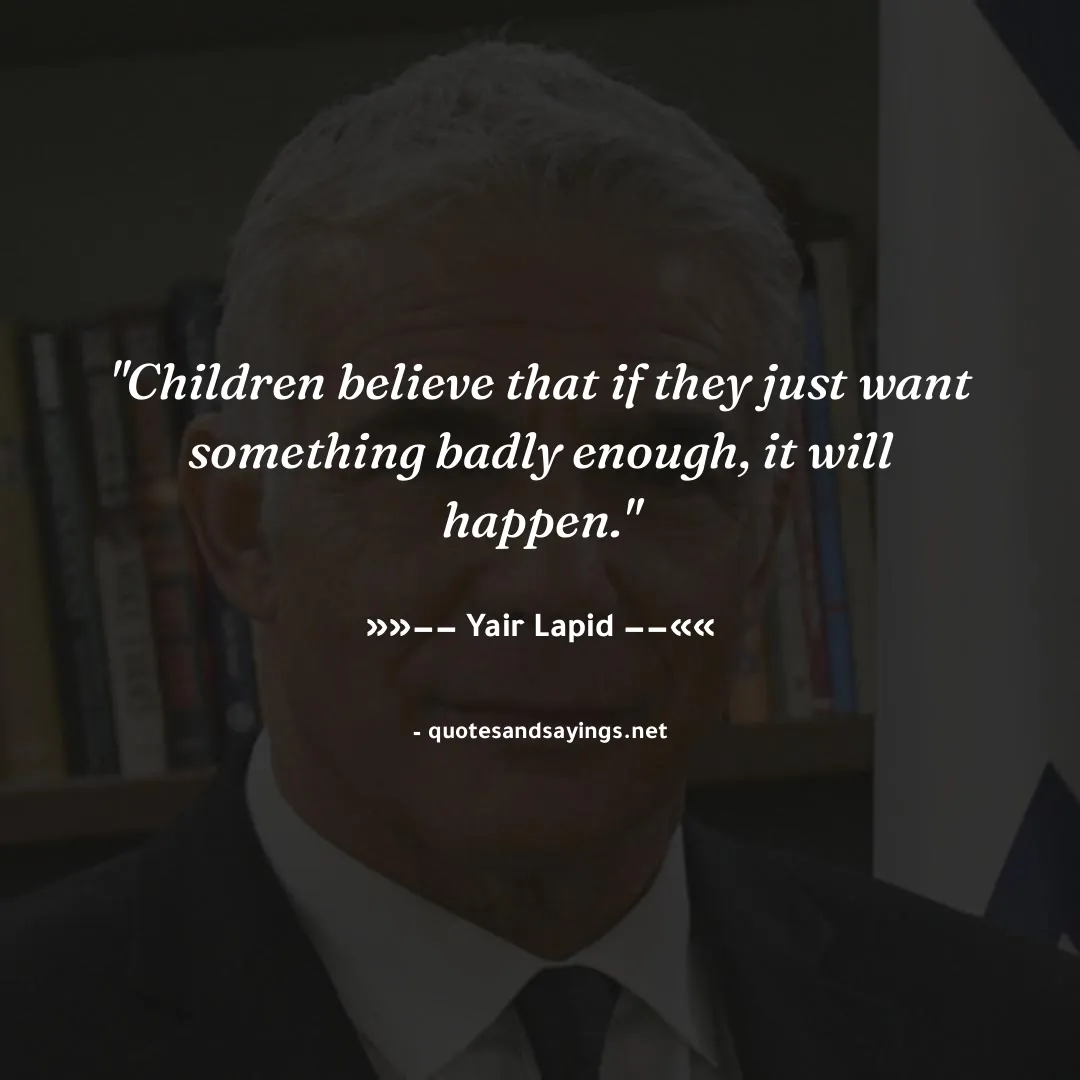 "Children believe that if they just want
something badly enough, it will
happen."
»»–– Yair Lapid ––««
- quotesandsayings.net